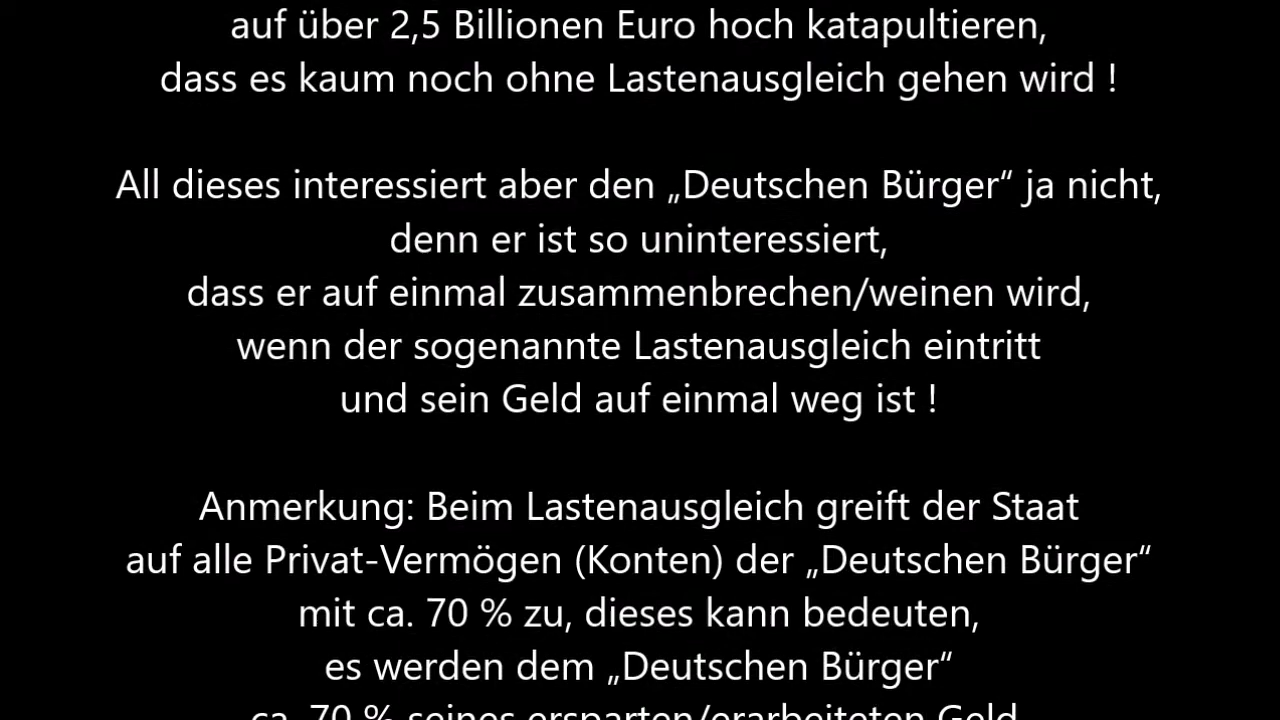 auf über 2,5 Billionen Euro hoch katapultieren,
dass es kaum noch ohne Lastenausgleich gehen wird !
All dieses interessiert aber den „Deutschen Bürger“ ja nicht,
denn er ist so uninteressiert,
dass er auf einmal zusammenbrechen/weinen wird,
wenn der sogenannte Lastenausgleich eintritt
und sein Geld auf einmal weg ist !
Anmerkung: Beim Lastenausgleich greift der Staat
auf alle Privat-Vermögen (Konten) der „Deutschen Bürger“
mit ca. 70 % zu, dieses kann bedeuten,
es werden dem „Deutschen Bürger“
ca. 70 % seines ersparten/erarbeiteten Geld